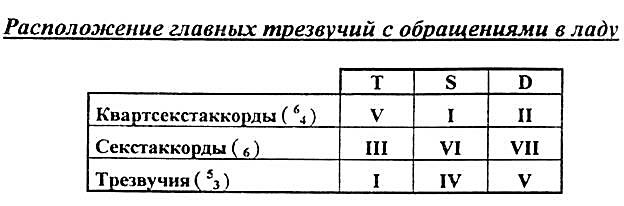 Расположение главных трезвучий с обращениями в ладу
T S D
Квартсекстаккорды ( 6 4 ) V I II
Секстаккорды ( 6 ) III VI VII
Трезвучия ( 5 3 ) I IV V